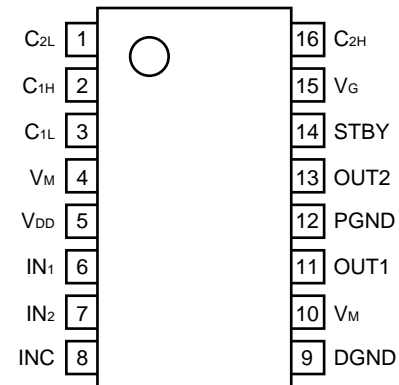 C2L 1 16 C2H
C1H 2 15 VG
C1L 3 14 STBY
VM 4 13 OUT2
VDD 5 12 PGND
IN1 6 11 OUT1
IN2 7 10 VM
INC 8 9 DGND